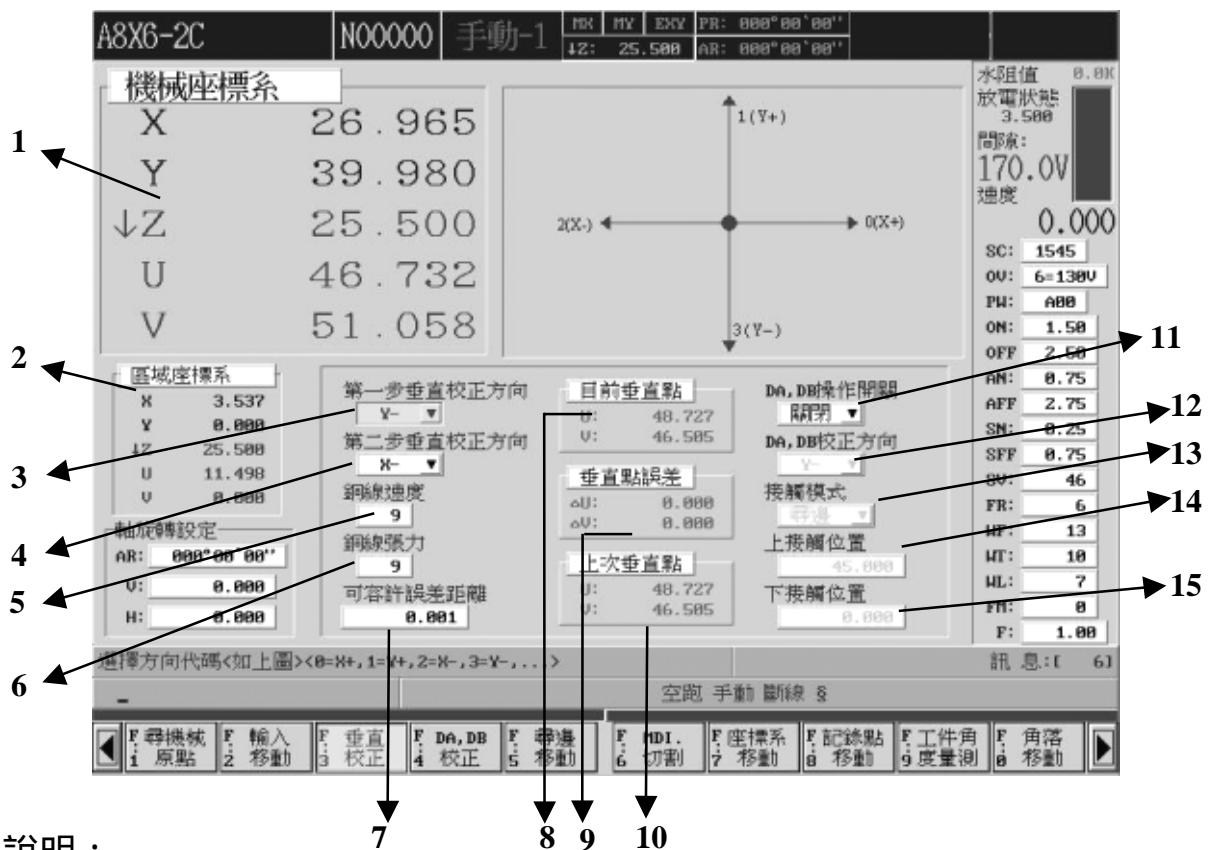 A8X6-2C N00000 手動-1 MX MY EXY PR: 000°00`00''
↓Z: 25.500 AR: 000°00`00''
機械座標系
X 26.965
Y 39.980
↓Z 25.500
U 46.732
V 51.058
1(Y+)
2(X-)
0(X+)
3(Y-)
水阻值 0.0K
放電狀態
3.500
間隙:
170.0V
速度
0.000
SC: 1545
OV: 6=130V
PW: A00
ON: 1.50
OFF 2.50
AN: 0.75
AFF 2.75
SN: 0.25
SFF 0.75
SV: 46
FR: 6
WF: 13
WT: 10
WL: 7
FM: 0
F: 1.00
區域座標系
X 3.537
Y 0.000
↓Z 25.500
U 11.498
V 0.000
軸旋轉設定
AR: 000°00`00''
V: 0.000
H: 0.000
第一步垂直校正方向
Y-
第二步垂直校正方向
X-
銅線速度
9
銅線張力
9
可容許誤差距離
0.001
目前垂直點
U: 48.727
V: 46.505
垂直點誤差
△U: 0.000
△V: 0.000
上次垂直點
U: 48.727
V: 46.505
DA,DB操作開關
關閉
DA,DB校正方向
Y-
接觸模式
尋邊
上接觸位置
45.000
下接觸位置
0.000
選擇方向代碼<如上圖><0=X+,1=Y+,2=X-,3=Y-,...>
訊 息:[ 6]
_
空跑 手動 斷線 §
F:1 尋機械原點
F:2 輸入移動
F:3 垂直校正
F:4 DA,DB校正
F:5 尋邊移動
F:6 MDI.切割
F:7 座標系移動
F:8 記錄點移動
F:9 工件角度量測
F:0 角落移動
1
2
3
4
5
6
7
8
9
10
11
12
13
14
15
說明：